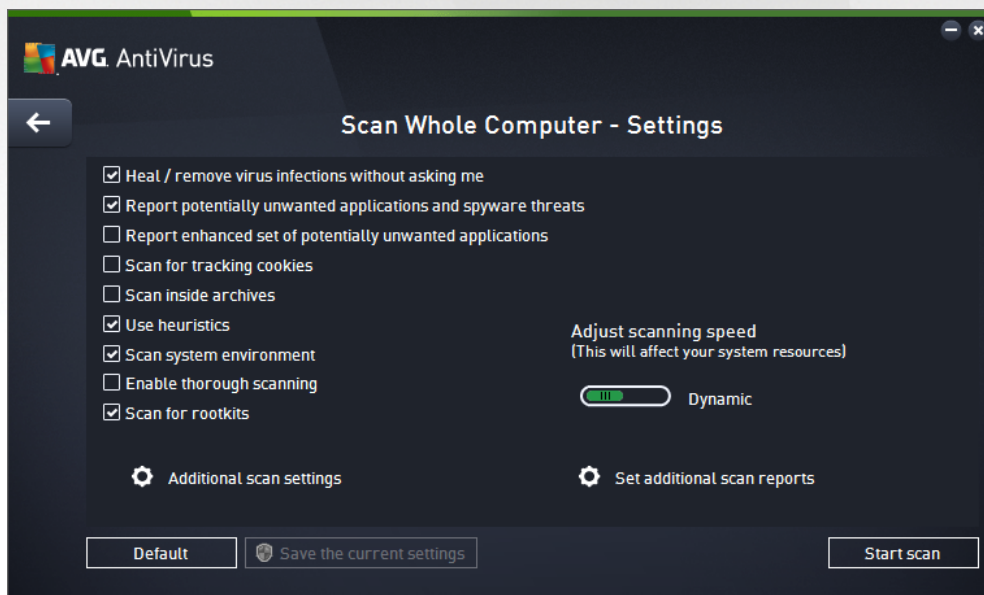 AVG. AntiVirus
Scan Whole Computer - Settings
Heal / remove virus infections without asking me
Report potentially unwanted applications and spyware threats
Report enhanced set of potentially unwanted applications
Scan for tracking cookies
Scan inside archives
Use heuristics
Scan system environment
Enable thorough scanning
Scan for rootkits
Adjust scanning speed
(This will affect your system resources)
Dynamic
Additional scan settings
Set additional scan reports
Default
Save the current settings
Start scan